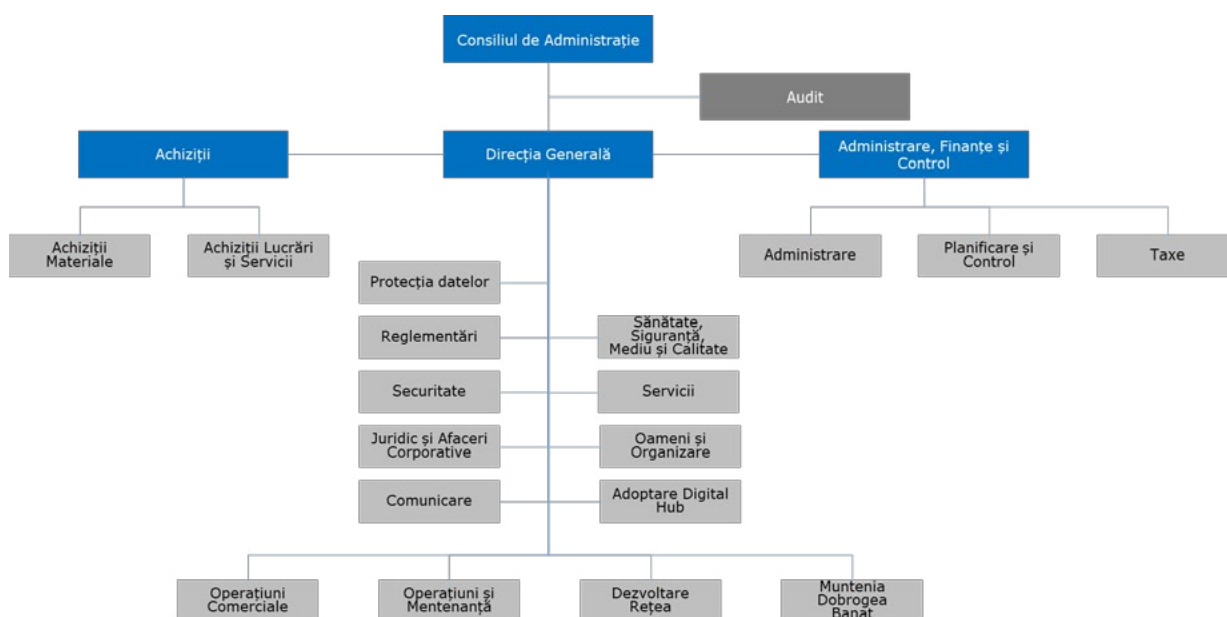 Consiliul de Administrație
Audit
Achiziții
Direcția Generală
Administrare, Finanțe și
Control
Achiziții
Materiale
Achiziții Lucrări
și Servicii
Administrare
Planificare și
Control
Taxe
Protecția datelor
Reglementări
Sănătate,
Siguranță,
Mediu și Calitate
Securitate
Servicii
Juridic și Afaceri
Corporative
Oameni și
Organizare
Comunicare
Adoptare Digital
Hub
Operațiuni
Comerciale
Operațiuni și
Mentenanță
Dezvoltare
Rețea
Muntenia
Dobrogea
Banat